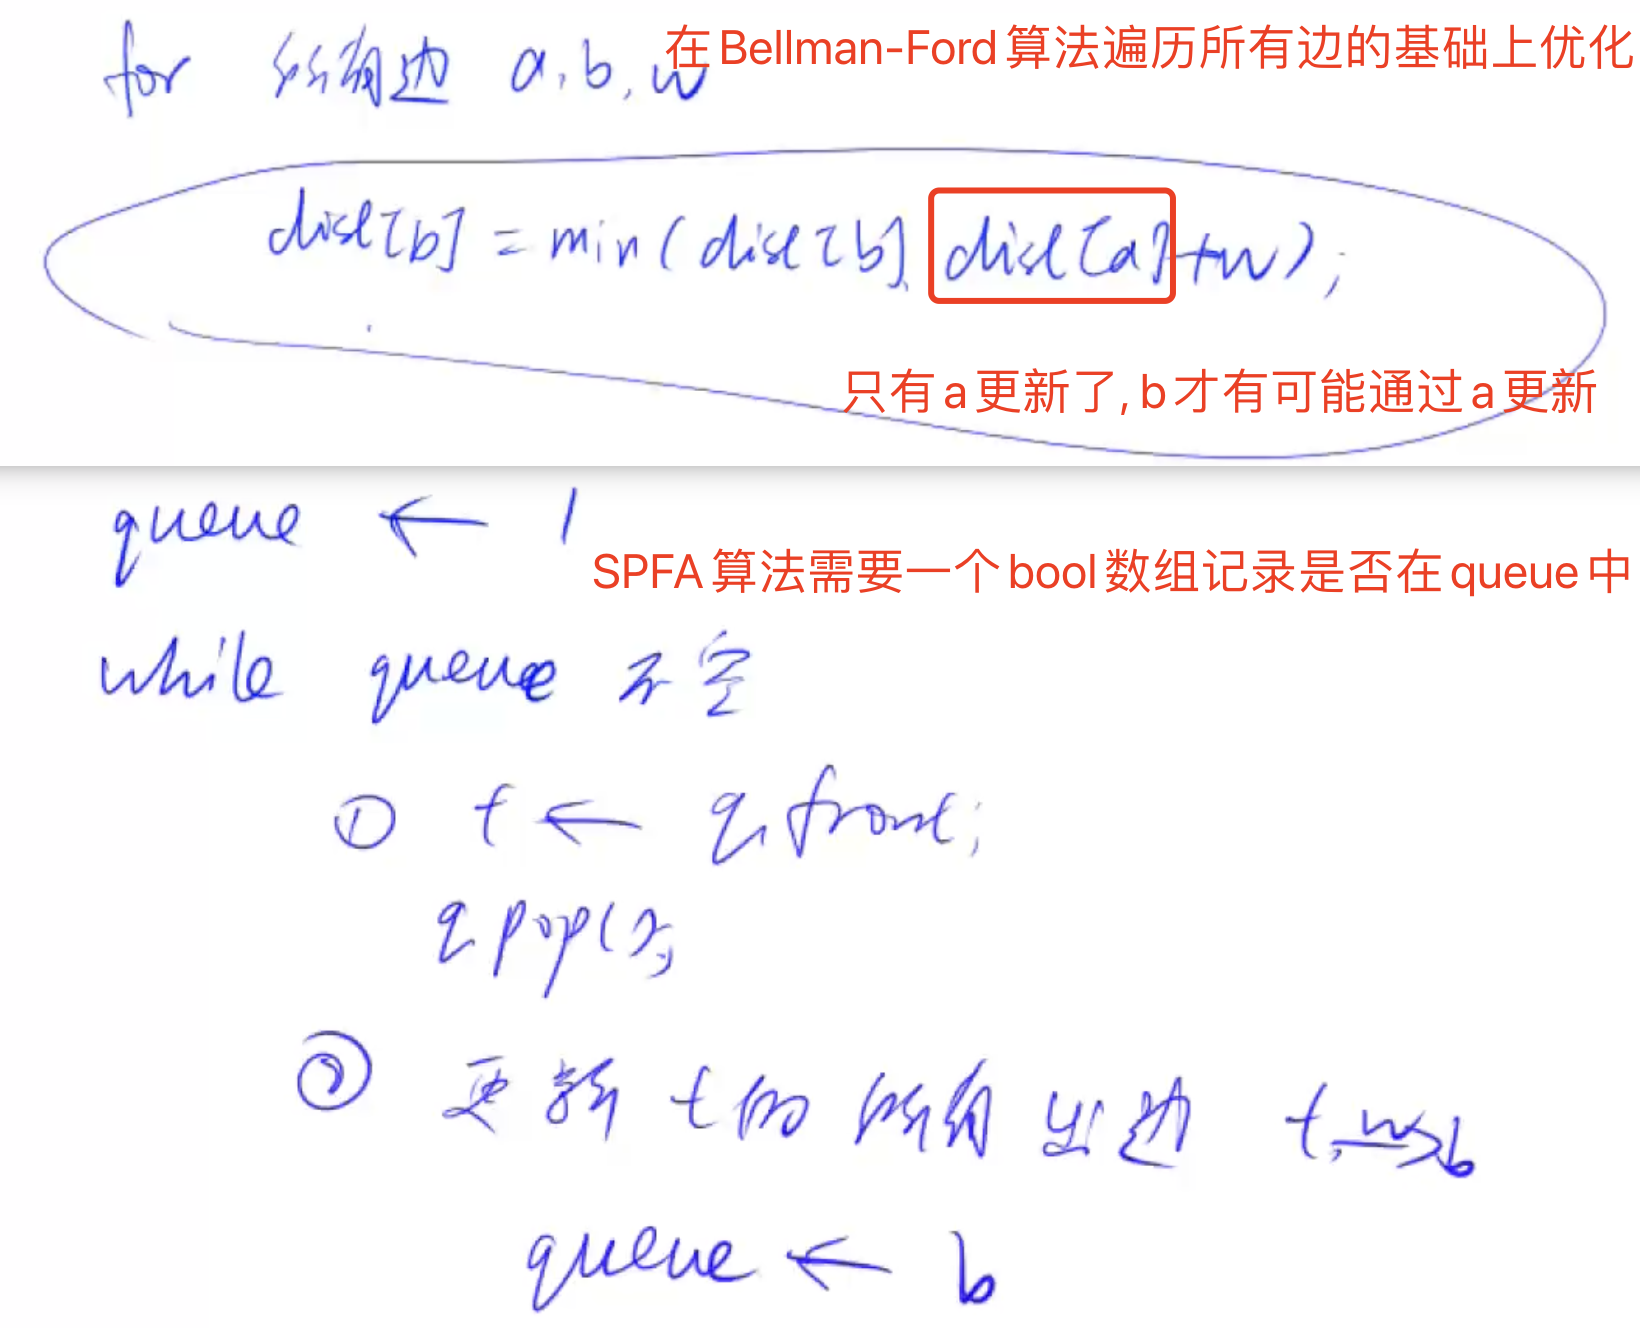 for 所有边 a,b,w 在Bellman-Ford算法遍历所有边的基础上优化
dist[b] = min(dist[b], dist[a]+w);
只有a更新了, b才有可能通过a更新
queue ← 1
SPFA算法需要一个bool数组记录是否在queue中
while queue 不空
① t ← q.front;
q.pop();
② 更新 t的 所有 出边 t, w→ b
queue ← b